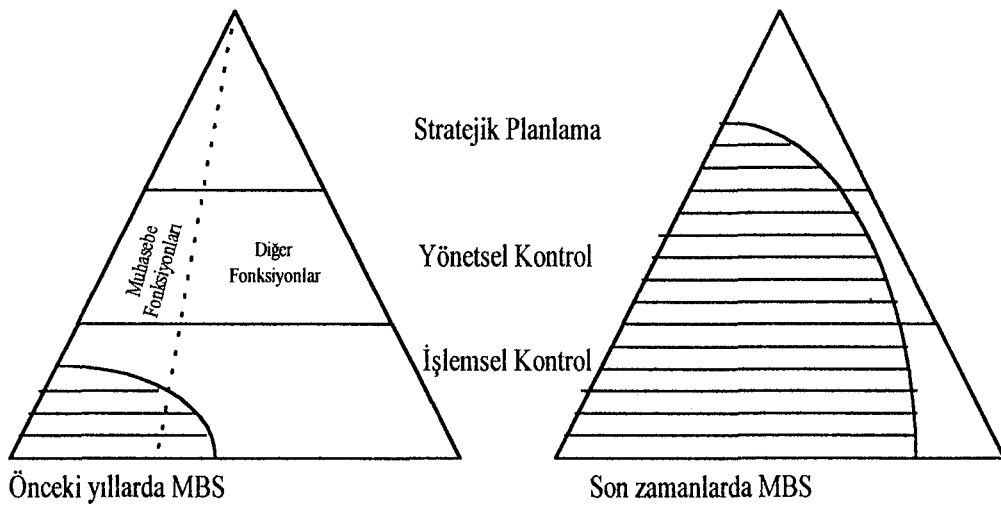 Stratejik Planlama
Muhasebe
Fonksiyonları
Diğer
Fonksiyonlar
Yönetsel Kontrol
İşlemsel Kontrol
Önceki yıllarda MBS
Son zamanlarda MBS